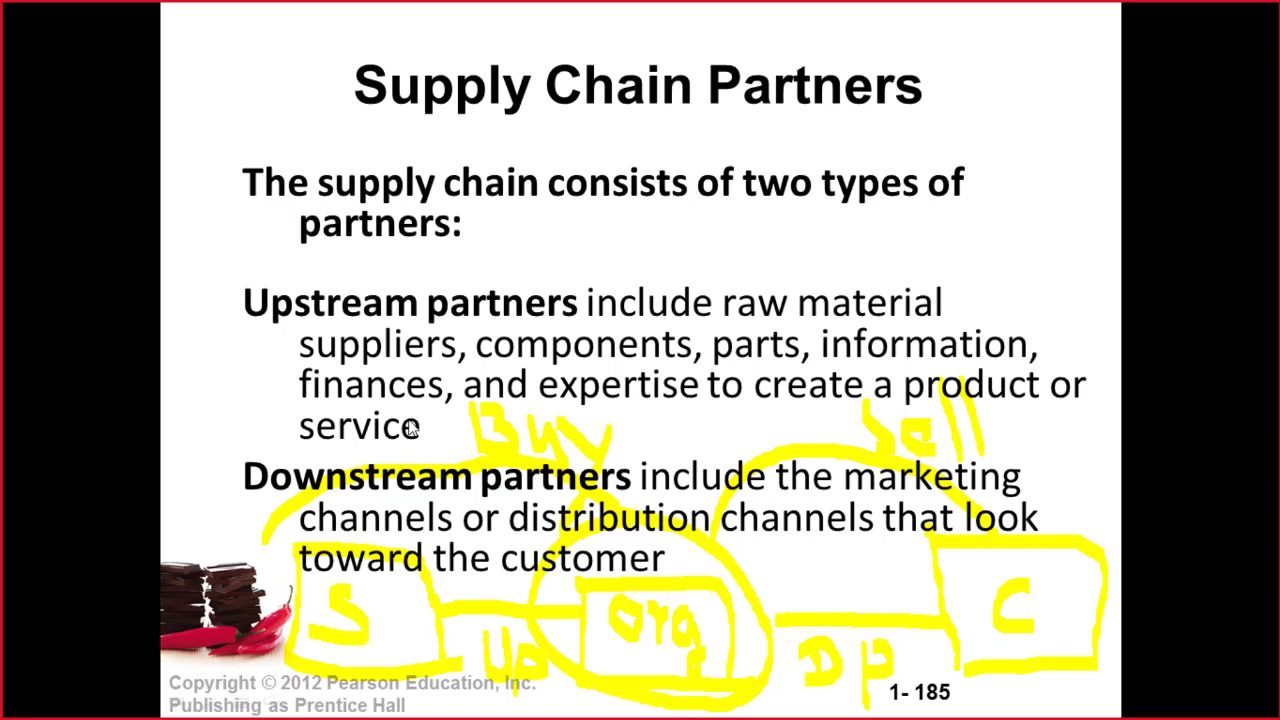 Supply Chain Partners
The supply chain consists of two types of
partners:
Upstream partners include raw material
suppliers, components, parts, information,
finances, and expertise to create a product or
service
Buy
Sell
Downstream partners include the marketing
channels or distribution channels that look
toward the customer
S
Org
C
Up
DP
Copyright © 2012 Pearson Education, Inc.
Publishing as Prentice Hall
1- 185